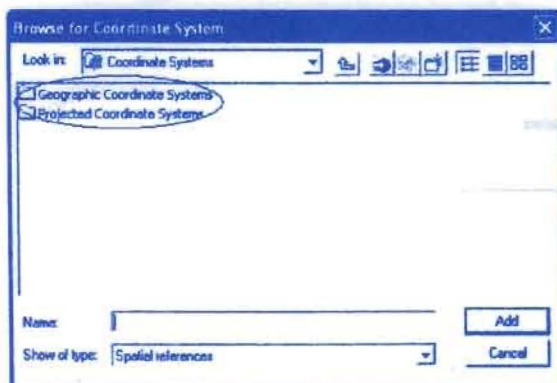 Browse for Coordinate System
Look in: Coordinate Systems
Geographic Coordinate Systems
Projected Coordinate Systems
Name:
Add
Show of type: Spatial references
Cancel